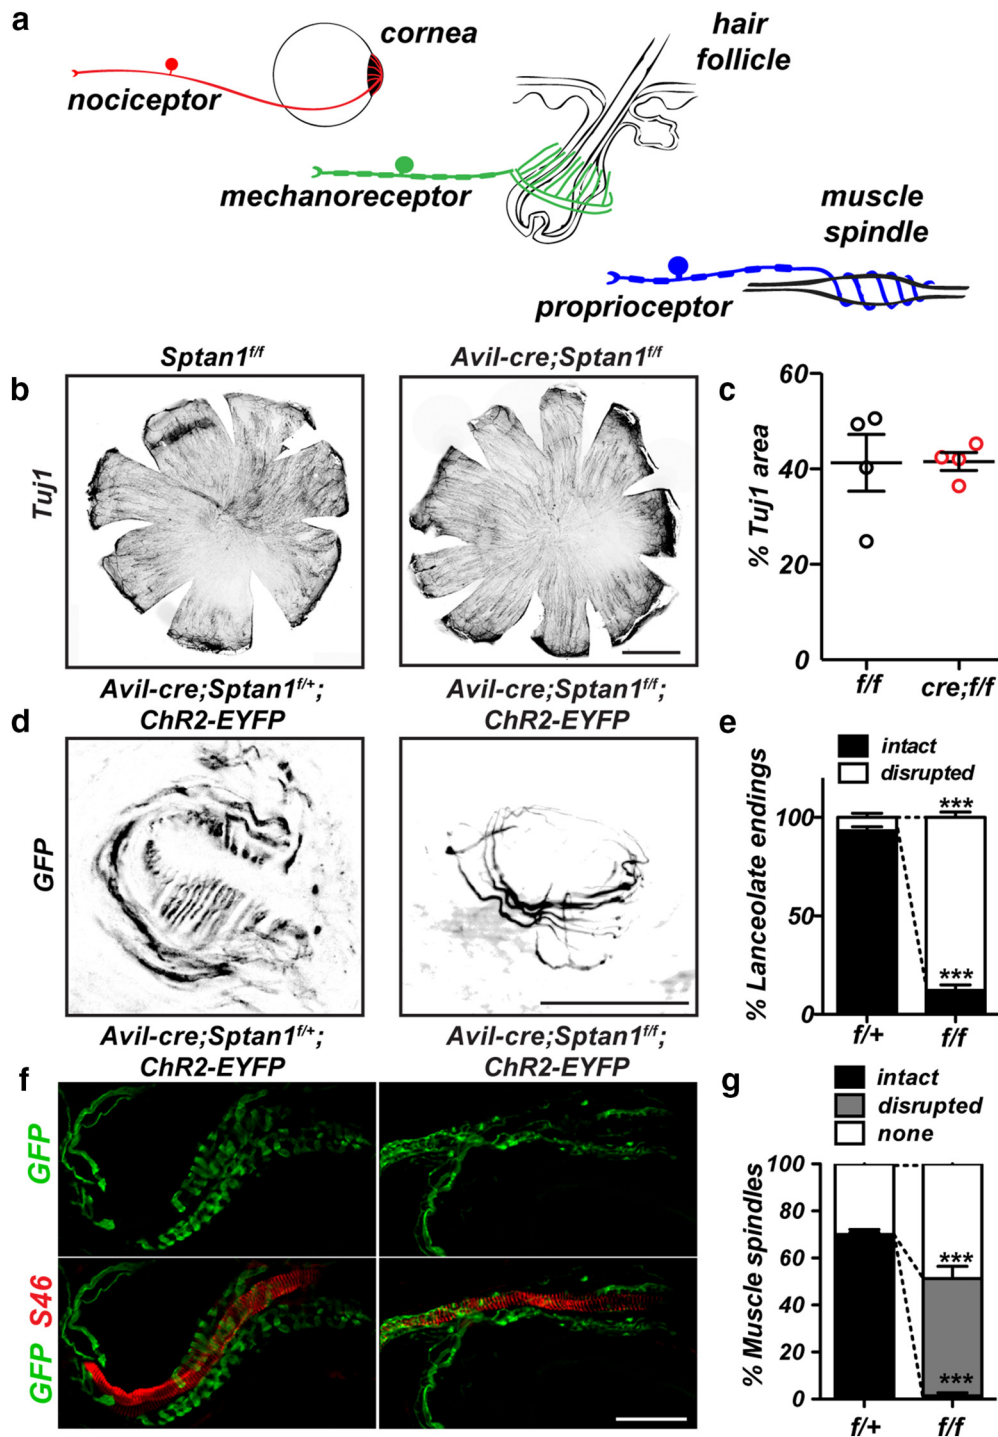 a
cornea
nociceptor
hair
follicle
mechanoreceptor
muscle
spindle
proprioceptor
b
Sptan1f/f
Avil-cre;Sptan1f/f
Tuj1
c
60
40
20
0
% Tuj1 area
f/f
cre;f/f
d
Avil-cre;Sptan1f/+;
ChR2-EYFP
Avil-cre;Sptan1f/f;
ChR2-EYFP
GFP
e
intact
disrupted
100
50
0
% Lanceolate endings
***
***
f/+
f/f
f
Avil-cre;Sptan1f/+;
ChR2-EYFP
Avil-cre;Sptan1f/f;
ChR2-EYFP
GFP
GFP S46
g
intact
disrupted
none
100
80
60
40
20
0
% Muscle spindles
***
***
f/+
f/f